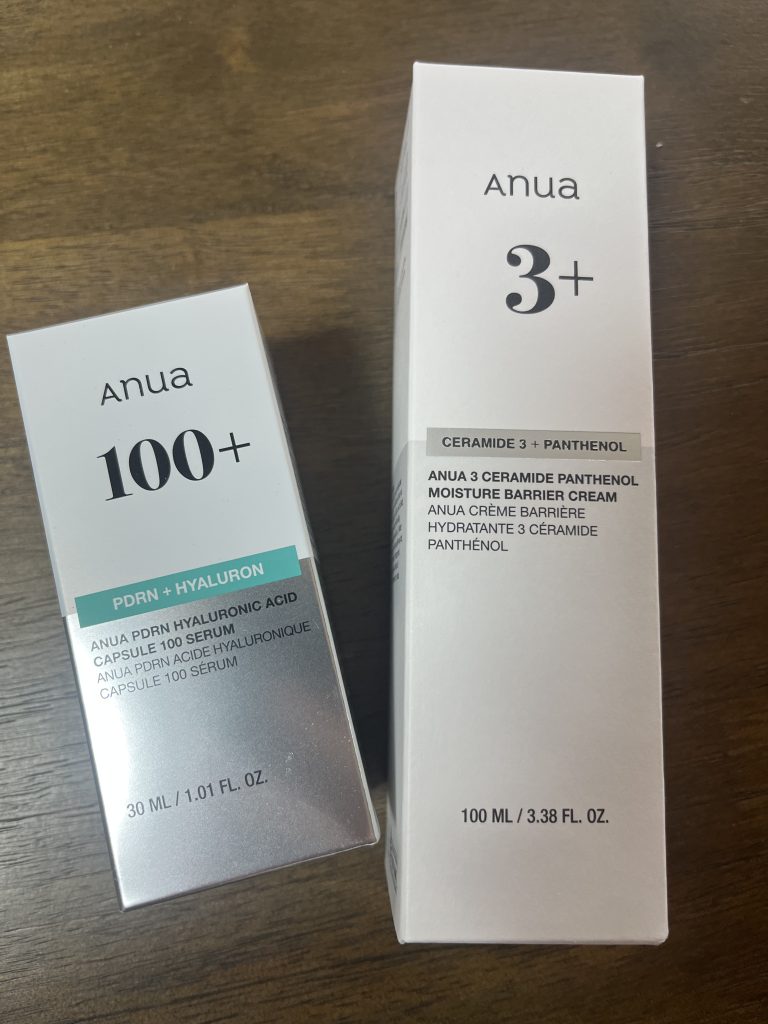 Anua
100+
PDRN + HYALURON
ANUA PDRN HYALURONIC ACID
CAPSULE 100 SERUM
ANUA PDRN ACIDE HYALURONIQUE
CAPSULE 100 SÉRUM
30 ML / 1.01 FL. OZ.
Anua
3+
CERAMIDE 3 + PANTHENOL
ANUA 3 CERAMIDE PANTHENOL
MOISTURE BARRIER CREAM
ANUA CRÈME BARRIÈRE
HYDRATANTE 3 CÉRAMIDE
PANTHÉNOL
100 ML / 3.38 FL. OZ.